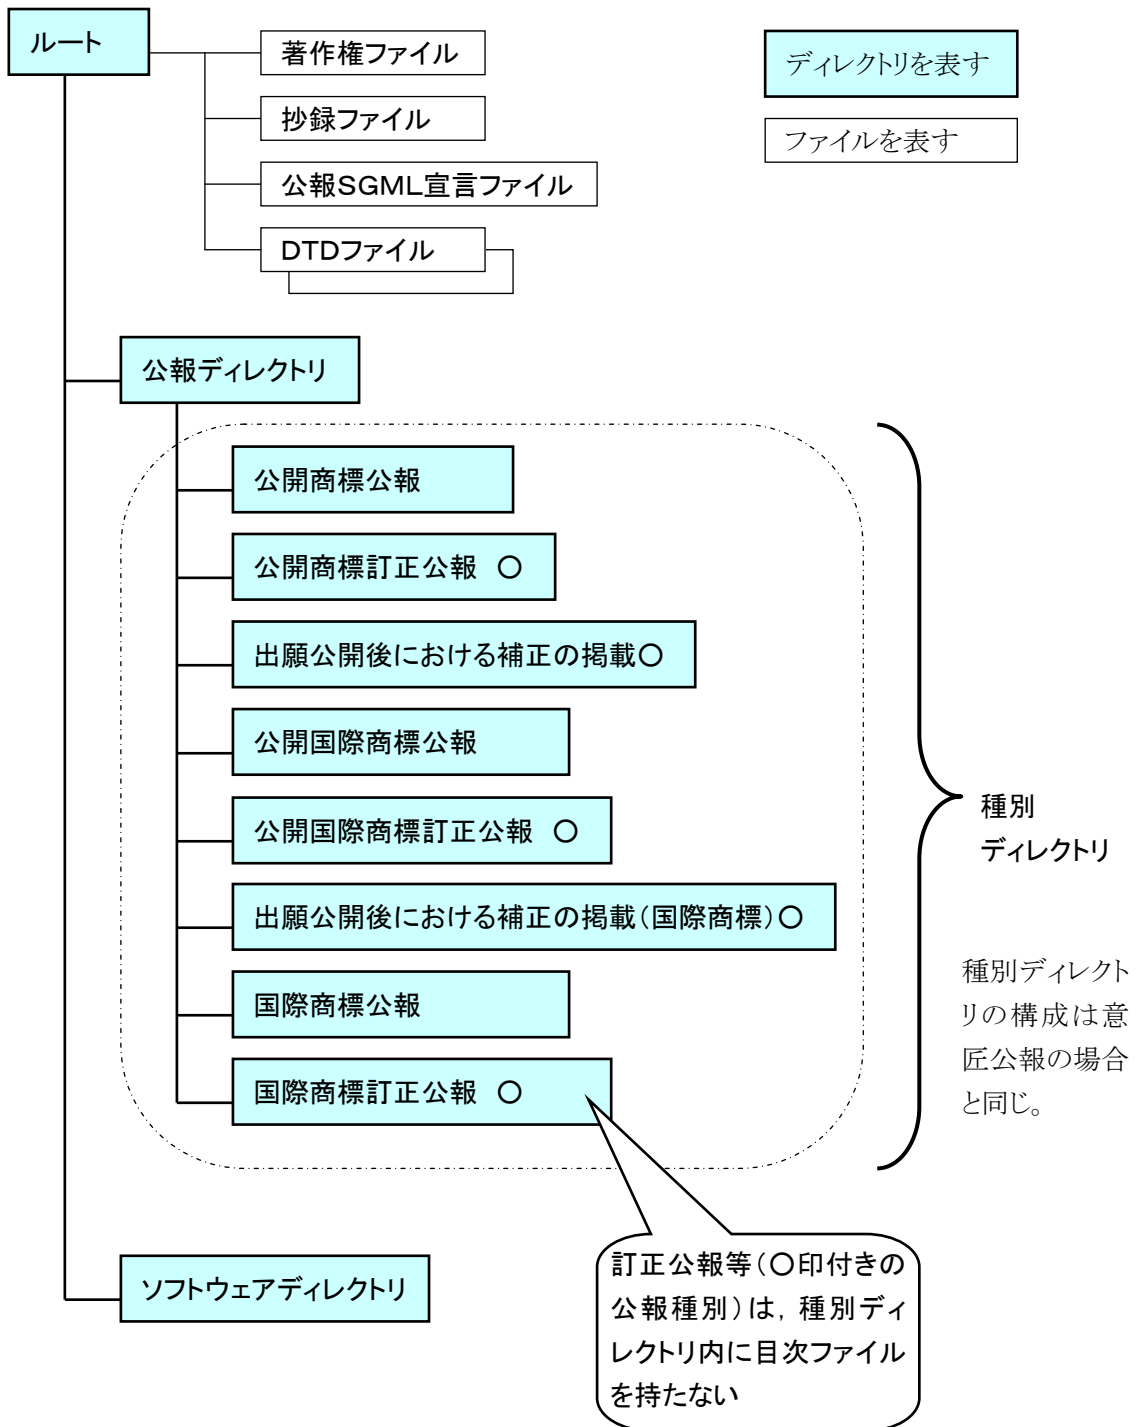 ルート
著作権ファイル
抄録ファイル
公報SGML宣言ファイル
DTDファイル
ディレクトリを表す
ファイルを表す
公報ディレクトリ
公開商標公報
公開商標訂正公報 〇
出願公開後における補正の掲載〇
公開国際商標公報
公開国際商標訂正公報 〇
出願公開後における補正の掲載(国際商標)〇
国際商標公報
国際商標訂正公報 〇
種別
ディレクトリ
種別ディレクト
リの構成は意
匠公報の場合
と同じ。
ソフトウェアディレクトリ
訂正公報等(〇印付きの
公報種別)は, 種別ディ
レクトリ内に目次ファイル
を持たない